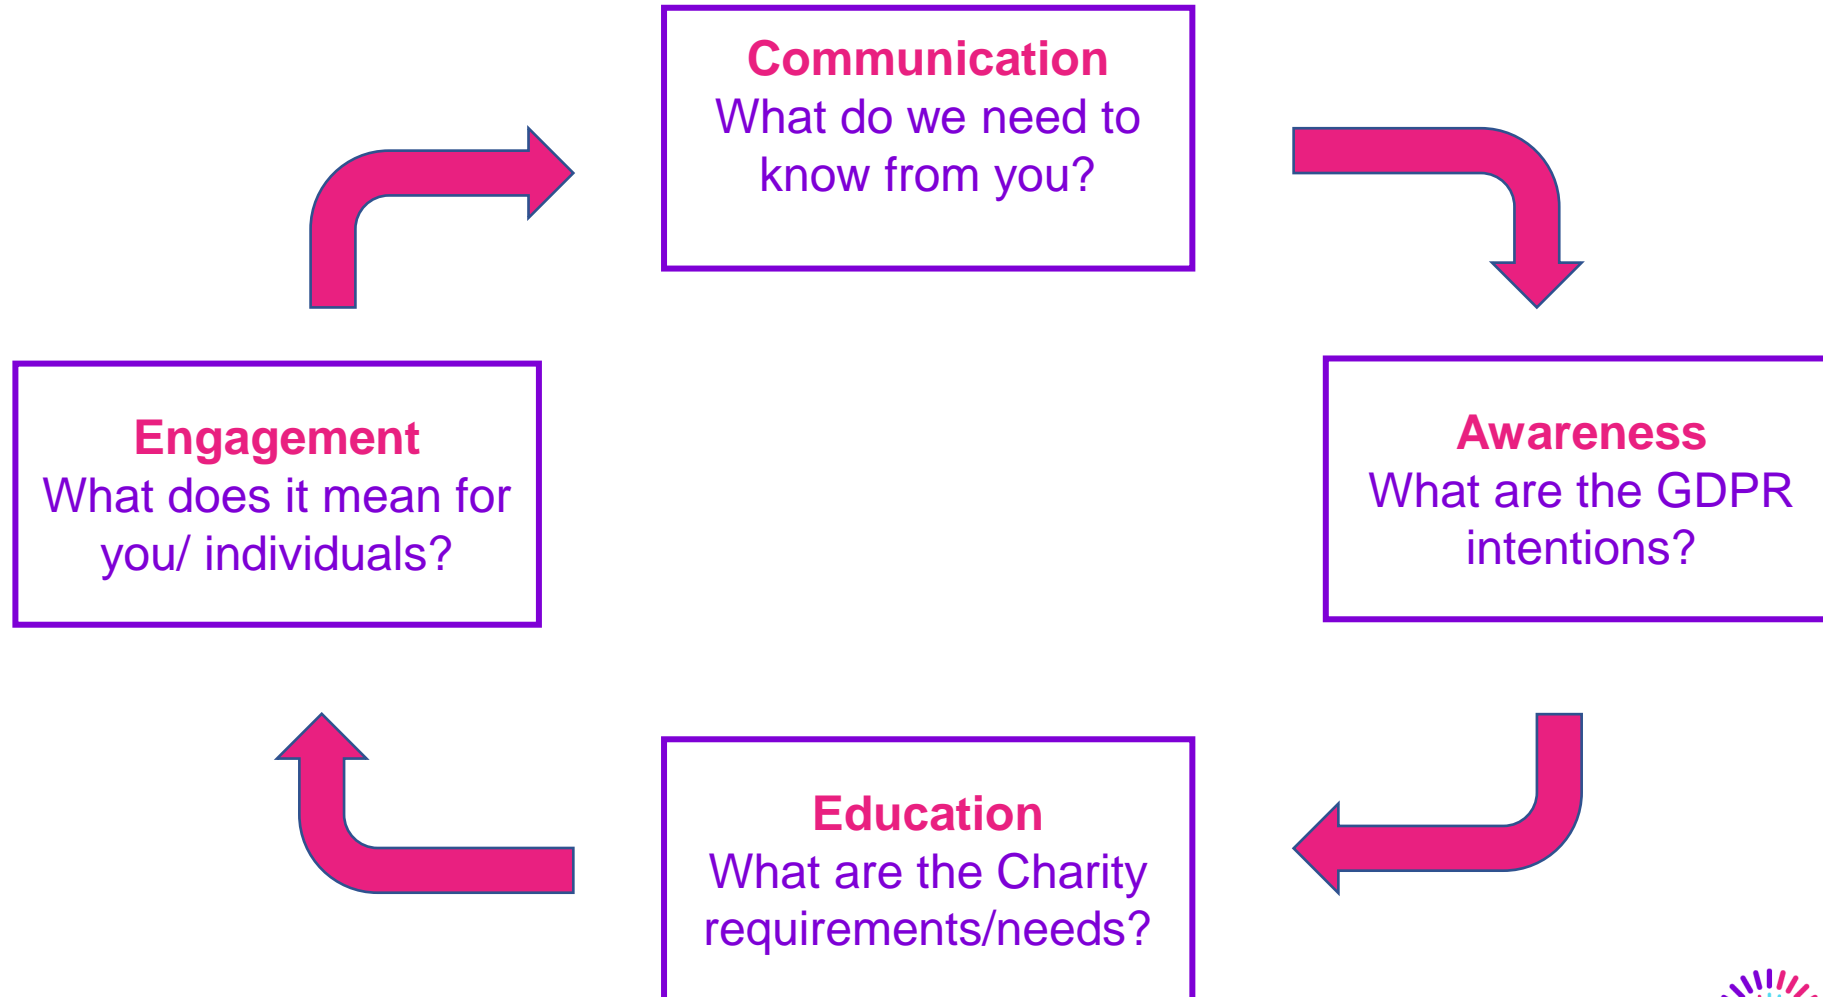 Communication
What do we need to
know from you?
Engagement
What does it mean for
you/ individuals?
Awareness
What are the GDPR
intentions?
Education
What are the Charity
requirements/needs?